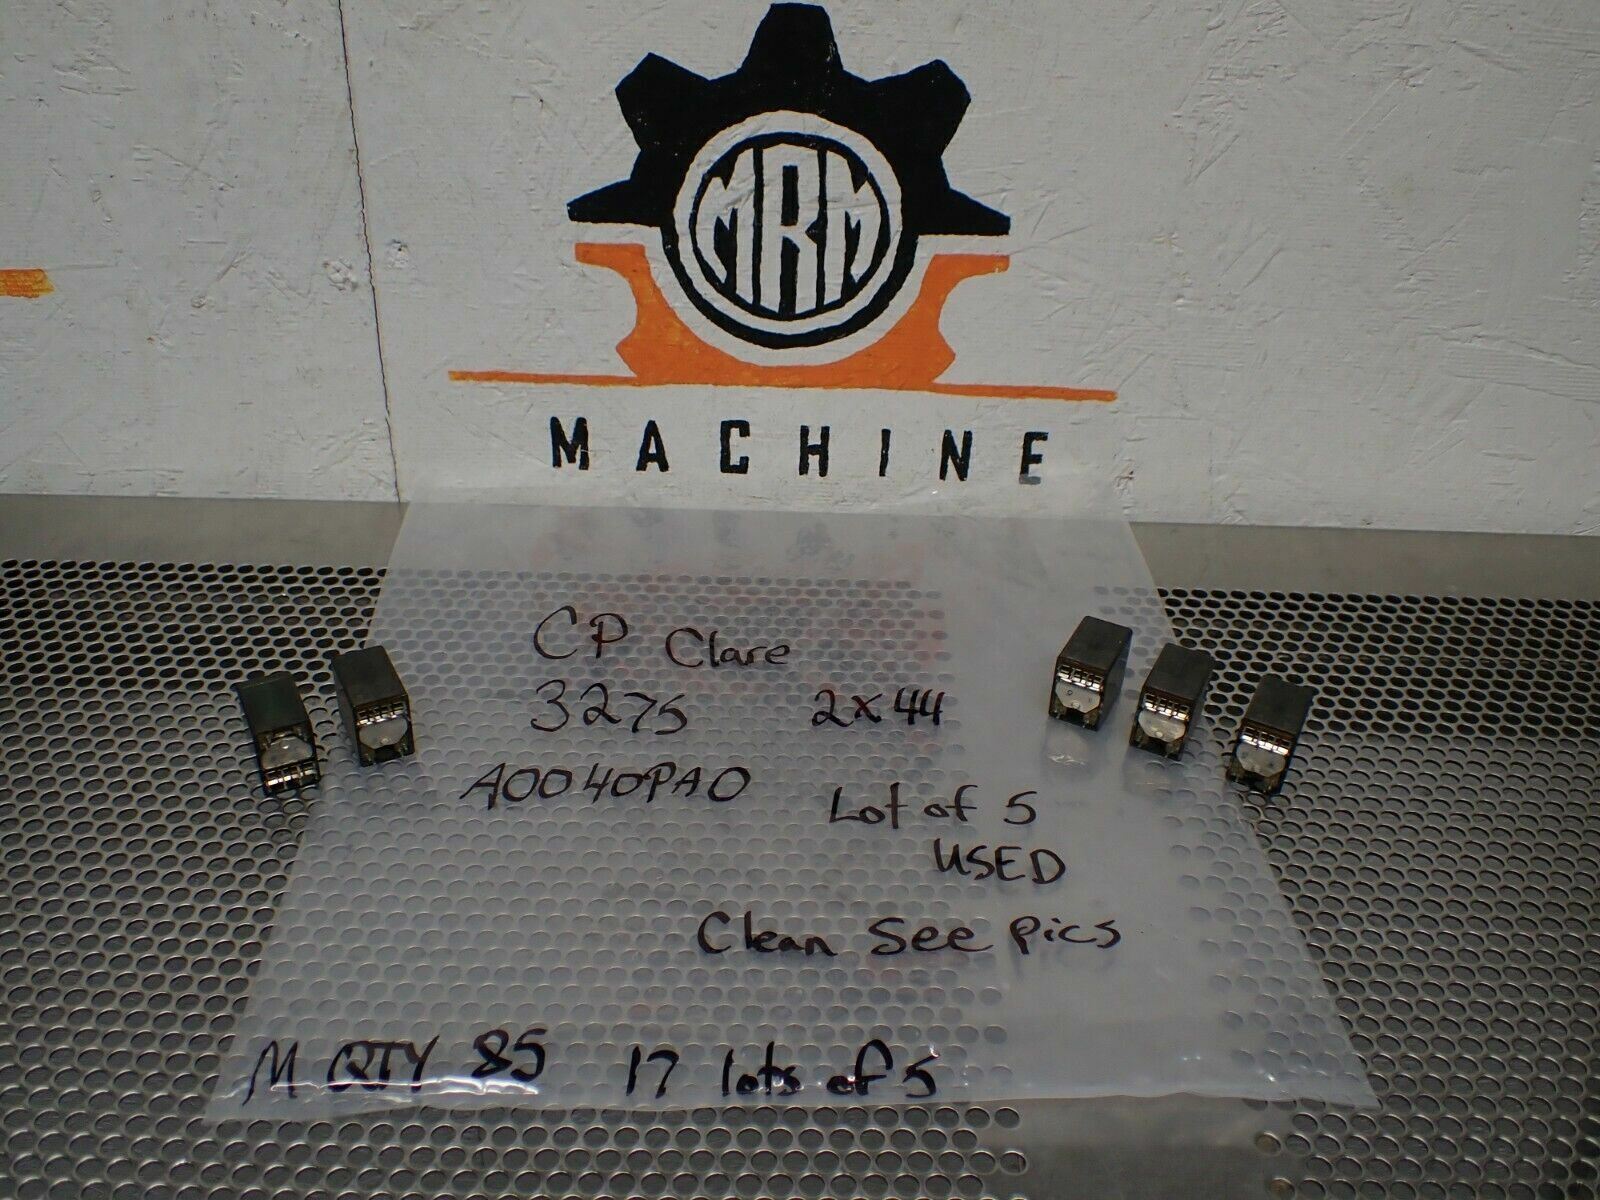 MRM
MACHINE
CP Clare
3275 2x44
A0040PA0
Lot of 5
USED
Clean See pics
M QTY 85 17 lots of 5